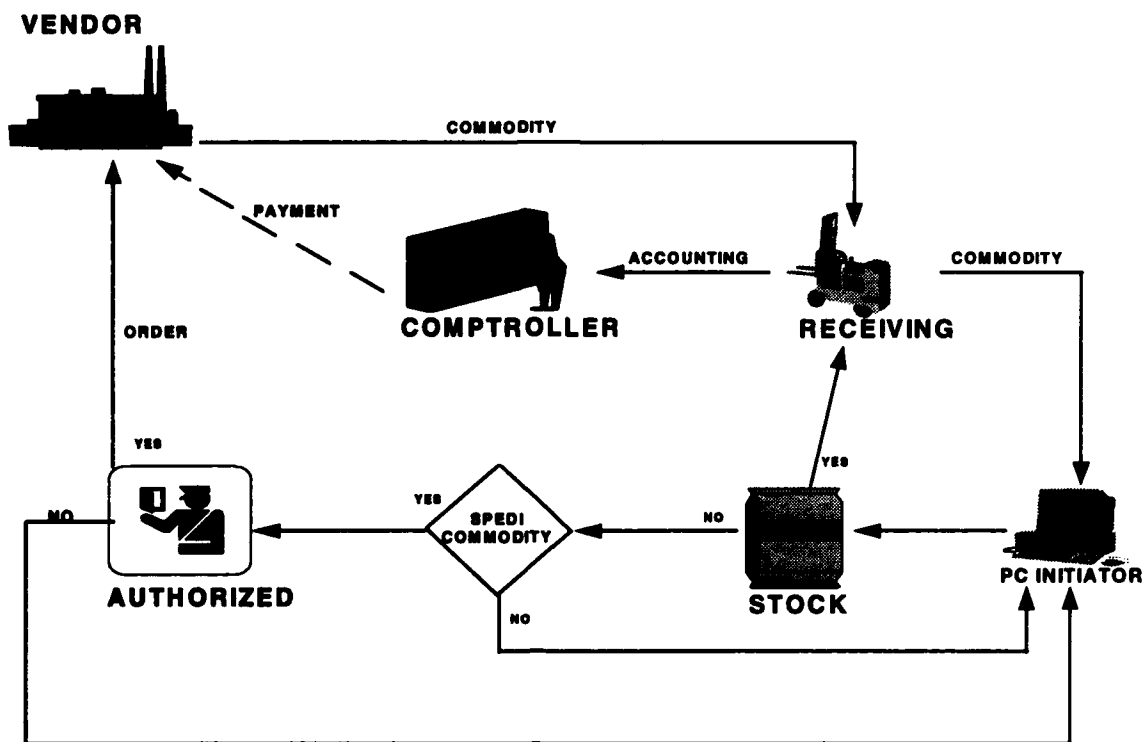 VENDOR
COMMODITY
PAYMENT
ACCOUNTING
COMMODITY
COMPTROLLER
RECEIVING
ORDER
YES
YES
YES
NO
SPEDI
COMMODITY
NO
PC INITIATOR
AUTHORIZED
STOCK
NO